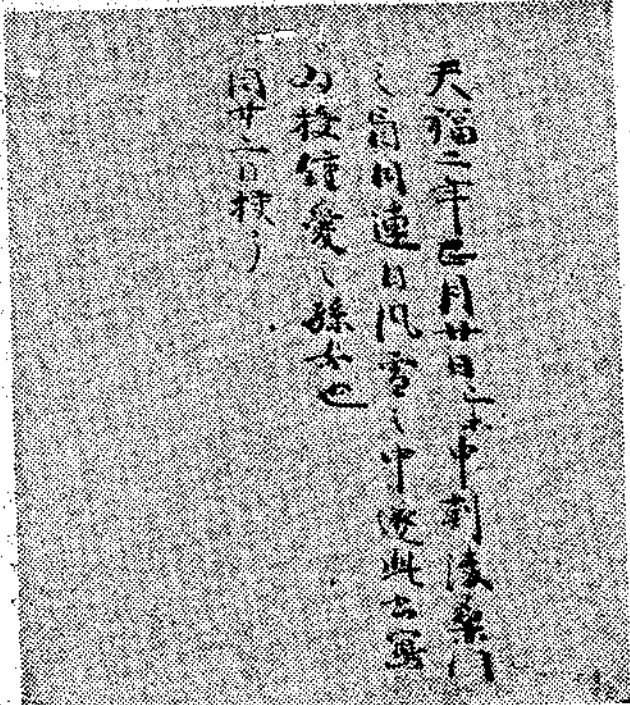 天福二年正月廿日己未申刻凌桑門
之盲目連日風雪之中遂此書写
為授鍾愛之孫女也
同廿二日校了